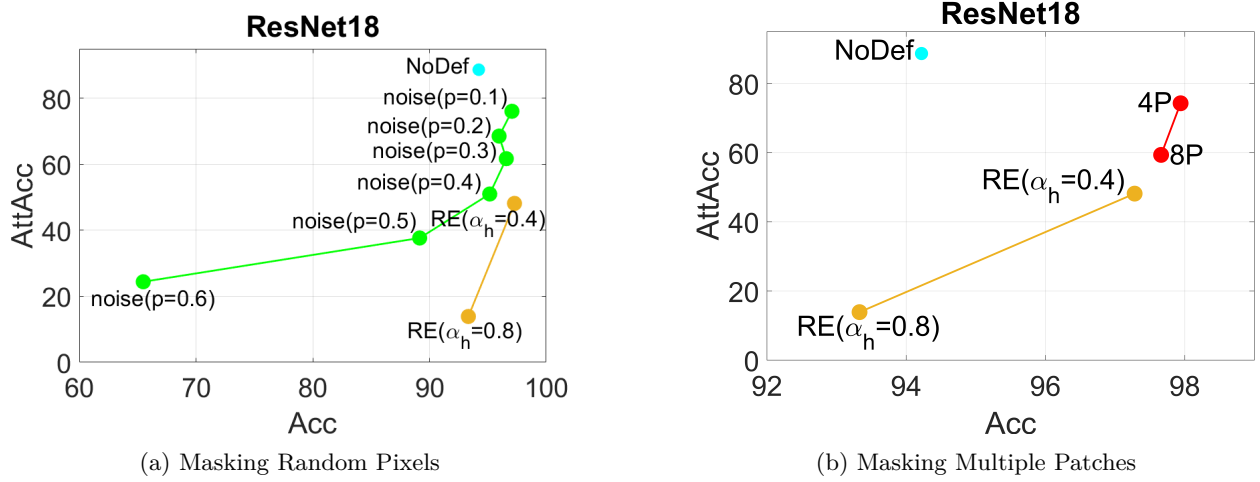 ResNet18
NoDef
noise(p=0.1)
noise(p=0.2)
noise(p=0.3)
noise(p=0.4)
noise(p=0.5)
RE(αh=0.4)
noise(p=0.6)
RE(αh=0.8)
80
60
40
20
0
60 70 80 90 100
AttAcc
Acc
(a) Masking Random Pixels
ResNet18
NoDef
4P
8P
RE(αh=0.4)
RE(αh=0.8)
80
60
40
20
0
92 94 96 98
AttAcc
Acc
(b) Masking Multiple Patches